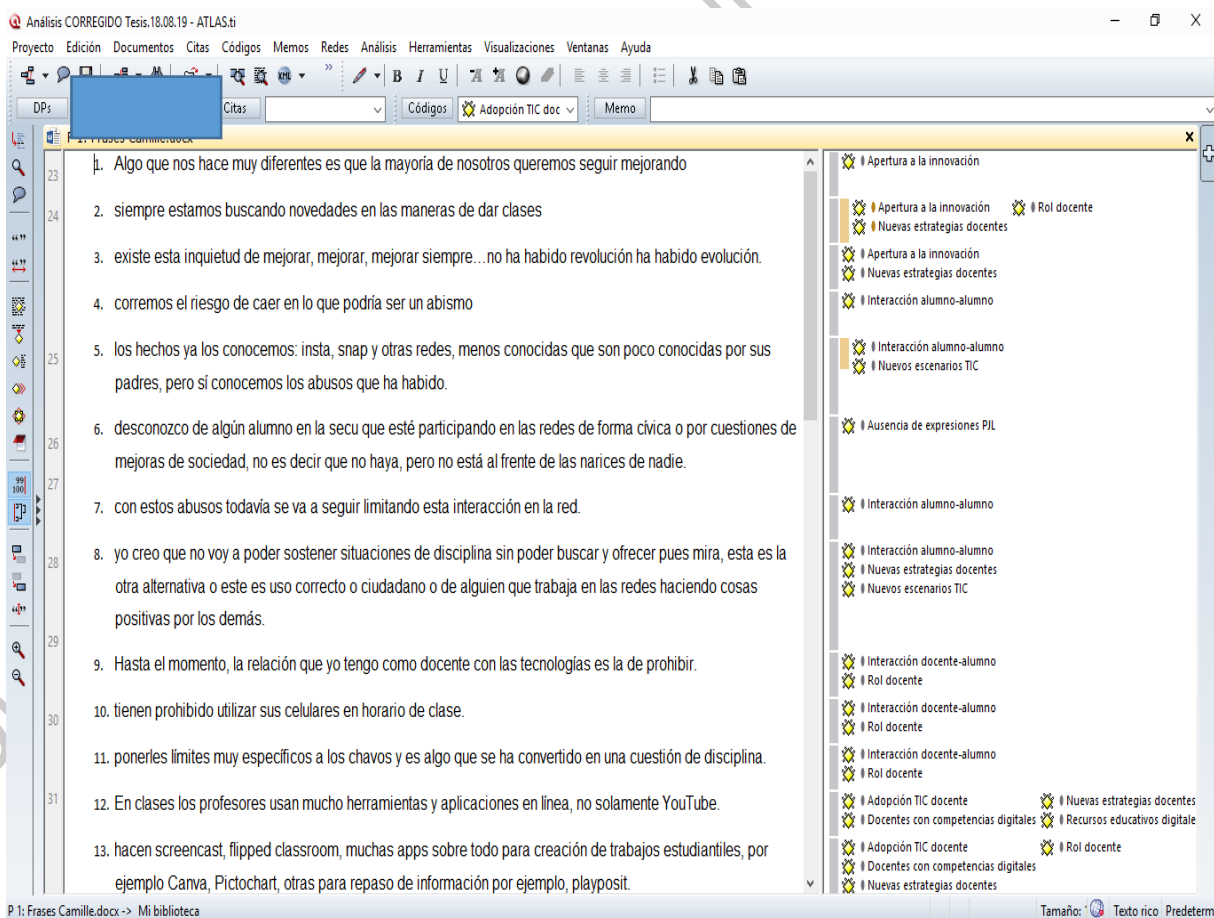 Análisis CORREGIDO Tesis.18.08.19 - ATLAS.ti
Proyecto Edición Documentos Citas Códigos Memos Redes Análisis Herramientas Visualizaciones Ventanas Ayuda
B I U
DPs Citas Códigos Adopción TIC doc Memo
P 1: Frases Camille.docx
23
1. Algo que nos hace muy diferentes es que la mayoría de nosotros queremos seguir mejorando
Apertura a la innovación
24
2. siempre estamos buscando novedades en las maneras de dar clases
Apertura a la innovación Rol docente
Nuevas estrategias docentes
3. existe esta inquietud de mejorar, mejorar, mejorar siempre…no ha habido revolución ha habido evolución.
Apertura a la innovación
Nuevas estrategias docentes
4. corremos el riesgo de caer en lo que podría ser un abismo
Interacción alumno-alumno
25
5. los hechos ya los conocemos: insta, snap y otras redes, menos conocidas que son poco conocidas por sus
padres, pero sí conocemos los abusos que ha habido.
Interacción alumno-alumno
Nuevos escenarios TIC
26
6. desconozco de algún alumno en la secu que esté participando en las redes de forma cívica o por cuestiones de
mejoras de sociedad, no es decir que no haya, pero no está al frente de las narices de nadie.
Ausencia de expresiones PJL
27
7. con estos abusos todavía se va a seguir limitando esta interacción en la red.
Interacción alumno-alumno
28
8. yo creo que no voy a poder sostener situaciones de disciplina sin poder buscar y ofrecer pues mira, esta es la
otra alternativa o este es uso correcto o ciudadano o de alguien que trabaja en las redes haciendo cosas
positivas por los demás.
Interacción alumno-alumno
Nuevas estrategias docentes
Nuevos escenarios TIC
29
9. Hasta el momento, la relación que yo tengo como docente con las tecnologías es la de prohibir.
Interacción docente-alumno
Rol docente
30
10. tienen prohibido utilizar sus celulares en horario de clase.
Interacción docente-alumno
Rol docente
11. ponerles límites muy específicos a los chavos y es algo que se ha convertido en una cuestión de disciplina.
Interacción docente-alumno
Rol docente
31
12. En clases los profesores usan mucho herramientas y aplicaciones en línea, no solamente YouTube.
Adopción TIC docente Nuevas estrategias docentes
Docentes con competencias digitales Recursos educativos digitale
13. hacen screencast, flipped classroom, muchas apps sobre todo para creación de trabajos estudiantiles, por
ejemplo Canva, Pictochart, otras para repaso de información por ejemplo, playposit.
Adopción TIC docente Rol docente
Docentes con competencias digitales
Nuevas estrategias docentes
P 1: Frases Camille.docx -> Mi biblioteca
Tamaño: Texto rico Predeterm